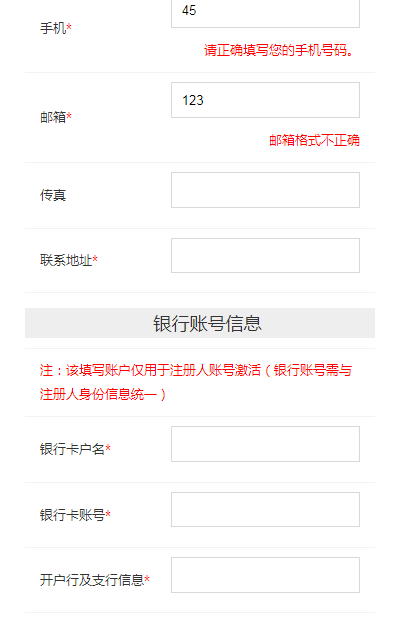 45
手机*
请正确填写您的手机号码。
123
邮箱*
邮箱格式不正确
传真
联系地址*
银行账号信息
注：该填写账户仅用于注册人账号激活（银行账号需与
注册人身份信息统一）
银行卡户名*
银行卡账号*
开户行及支行信息*